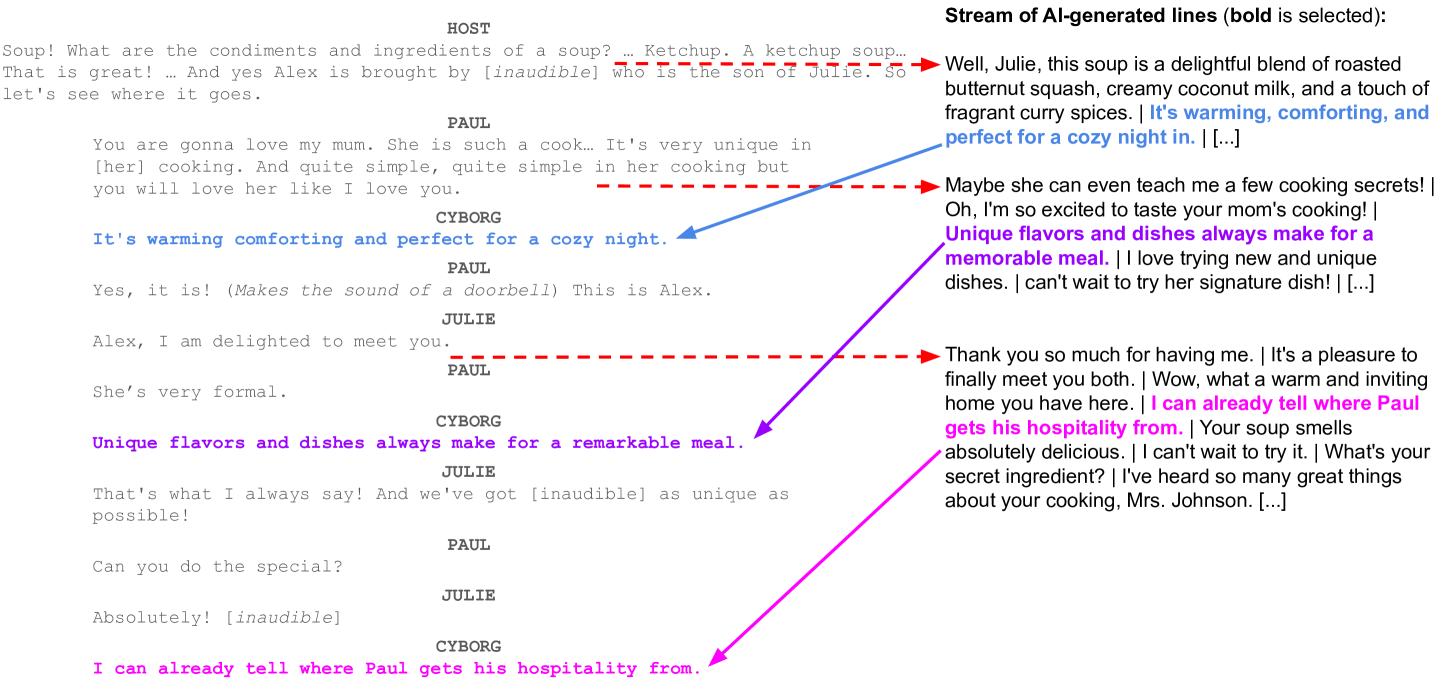 HOST
Soup! What are the condiments and ingredients of a soup? … Ketchup. A ketchup soup…
That is great! … And yes Alex is brought by [inaudible] who is the son of Julie. So
let's see where it goes.
PAUL
You are gonna love my mum. She is such a cook… It's very unique in
[her] cooking. And quite simple, quite simple in her cooking but
you will love her like I love you.
CYBORG
It's warming comforting and perfect for a cozy night.
PAUL
Yes, it is! (Makes the sound of a doorbell) This is Alex.
JULIE
Alex, I am delighted to meet you.
PAUL
She’s very formal.
CYBORG
Unique flavors and dishes always make for a remarkable meal.
JULIE
That's what I always say! And we've got [inaudible] as unique as
possible!
PAUL
Can you do the special?
JULIE
Absolutely! [inaudible]
CYBORG
I can already tell where Paul gets his hospitality from.
Stream of AI-generated lines (bold is selected):
Well, Julie, this soup is a delightful blend of roasted
butternut squash, creamy coconut milk, and a touch of
fragrant curry spices. | It's warming, comforting, and
perfect for a cozy night in. | [...]
Maybe she can even teach me a few cooking secrets! |
Oh, I'm so excited to taste your mom's cooking! |
Unique flavors and dishes always make for a
memorable meal. | I love trying new and unique
dishes. | can't wait to try her signature dish! | [...]
Thank you so much for having me. | It's a pleasure to
finally meet you both. | Wow, what a warm and inviting
home you have here. | I can already tell where Paul
gets his hospitality from. | Your soup smells
absolutely delicious. | I can't wait to try it. | What's your
secret ingredient? | I've heard so many great things
about your cooking, Mrs. Johnson. [...]